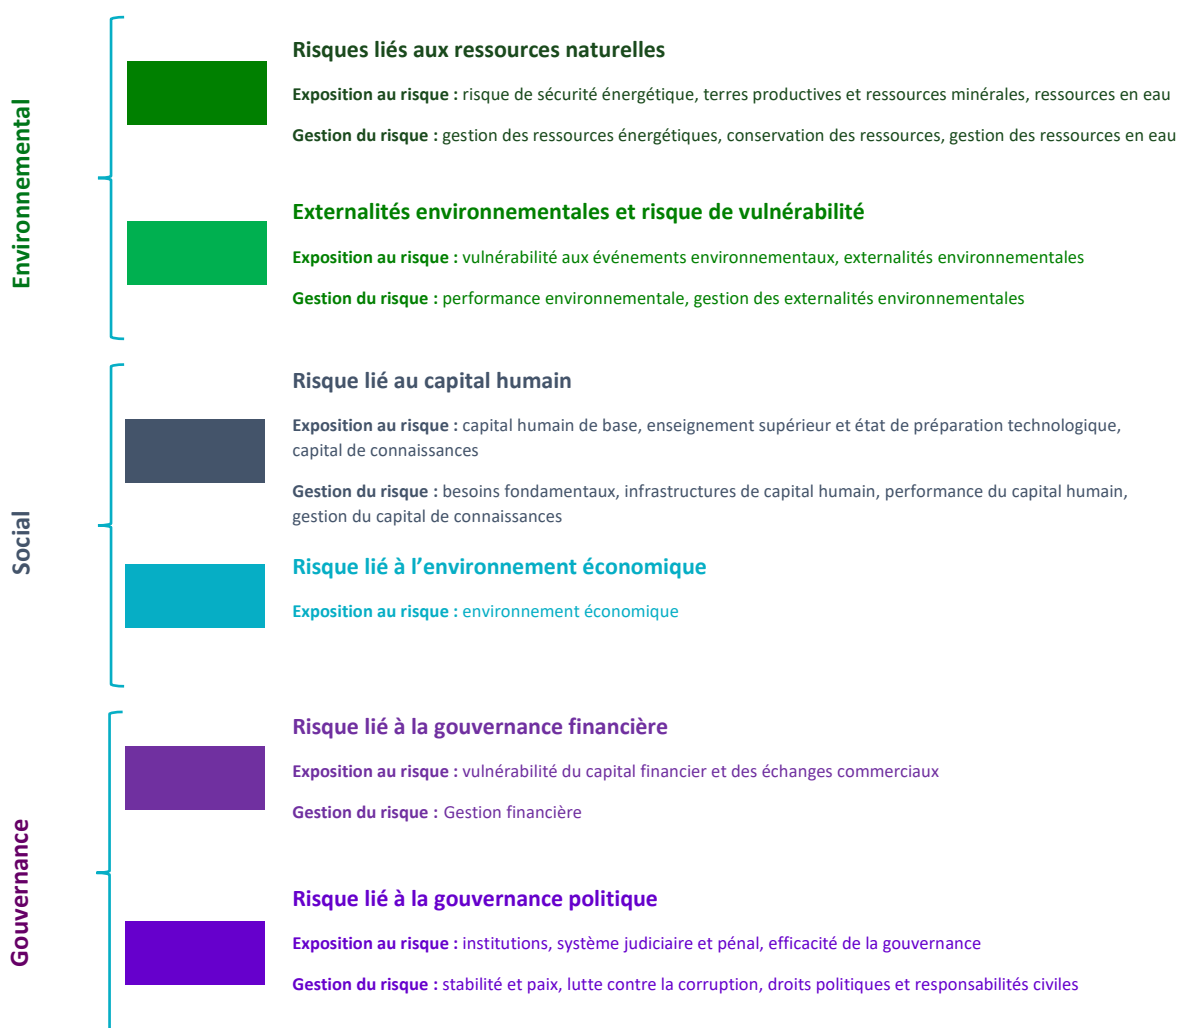 Environnemental
Risques liés aux ressources naturelles
Exposition au risque : risque de sécurité énergétique, terres productives et ressources minérales, ressources en eau
Gestion du risque : gestion des ressources énergétiques, conservation des ressources, gestion des ressources en eau
Externalités environnementales et risque de vulnérabilité
Exposition au risque : vulnérabilité aux événements environnementaux, externalités environnementales
Gestion du risque : performance environnementale, gestion des externalités environnementales
Social
Risque lié au capital humain
Exposition au risque : capital humain de base, enseignement supérieur et état de préparation technologique,
capital de connaissances
Gestion du risque : besoins fondamentaux, infrastructures de capital humain, performance du capital humain,
gestion du capital de connaissances
Risque lié à l’environnement économique
Exposition au risque : environnement économique
Gouvernance
Risque lié à la gouvernance financière
Exposition au risque : vulnérabilité du capital financier et des échanges commerciaux
Gestion du risque : Gestion financière
Risque lié à la gouvernance politique
Exposition au risque : institutions, système judiciaire et pénal, efficacité de la gouvernance
Gestion du risque : stabilité et paix, lutte contre la corruption, droits politiques et responsabilités civiles